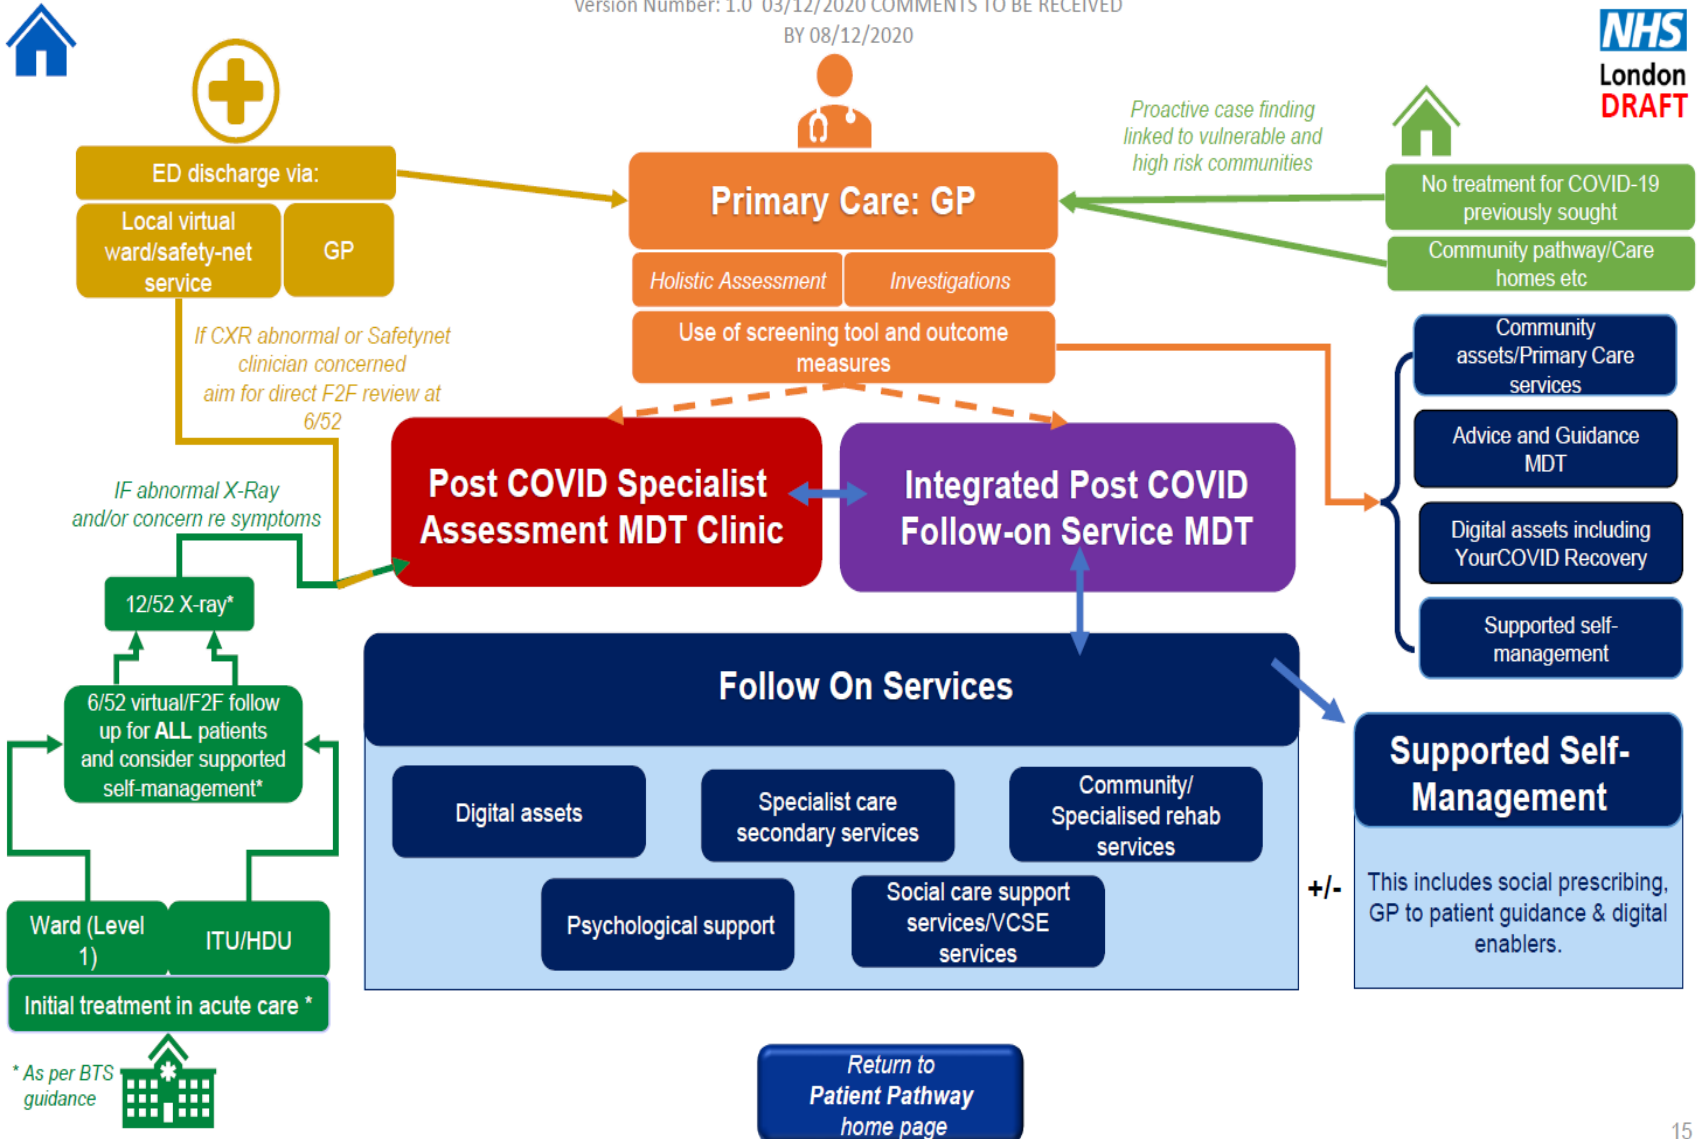 Version Number: 1.0 03/12/2020 COMMENTS TO BE RECEIVED
BY 08/12/2020
NHS
London
DRAFT
ED discharge via:
Local virtual
ward/safety-net
service
GP
If CXR abnormal or Safetynet
clinician concerned
aim for direct F2F review at
6/52
IF abnormal X-Ray
and/or concern re symptoms
12/52 X-ray*
6/52 virtual/F2F follow
up for ALL patients
and consider supported
self-management*
Ward (Level
1)
ITU/HDU
Initial treatment in acute care *
* As per BTS
guidance
Primary Care: GP
Holistic Assessment
Investigations
Use of screening tool and outcome
measures
Proactive case finding
linked to vulnerable and
high risk communities
No treatment for COVID-19
previously sought
Community pathway/Care
homes etc
Community
assets/Primary Care
services
Advice and Guidance
MDT
Digital assets including
YourCOVID Recovery
Supported self-
management
Post COVID Specialist
Assessment MDT Clinic
Integrated Post COVID
Follow-on Service MDT
Follow On Services
Digital assets
Specialist care
secondary services
Community/
Specialised rehab
services
Psychological support
Social care support
services/VCSE
services
+/-
Supported Self-
Management
This includes social prescribing,
GP to patient guidance & digital
enablers.
Return to
Patient Pathway
home page
15